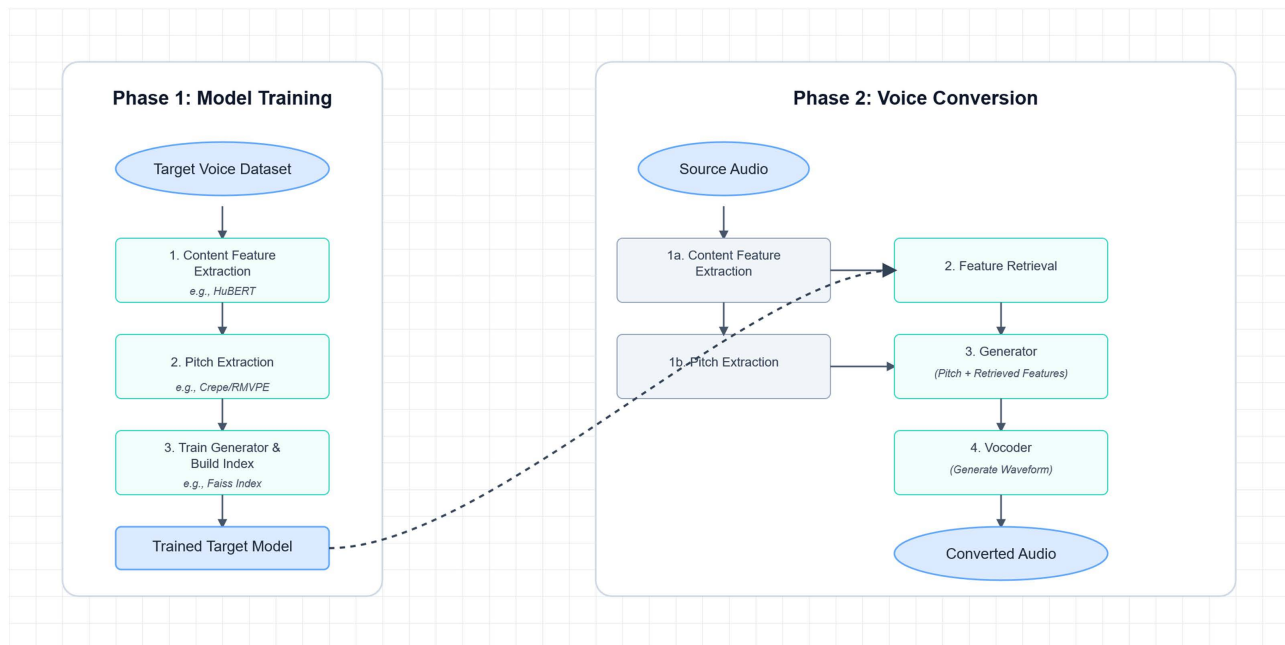 Phase 1: Model Training
Target Voice Dataset
1. Content Feature
Extraction
e.g., HuBERT
2. Pitch Extraction
e.g., Crepe/RMVPE
3. Train Generator &
Build Index
e.g., Faiss Index
Trained Target Model
Phase 2: Voice Conversion
Source Audio
1a. Content Feature
Extraction
1b. Pitch Extraction
2. Feature Retrieval
3. Generator
(Pitch + Retrieved Features)
4. Vocoder
(Generate Waveform)
Converted Audio